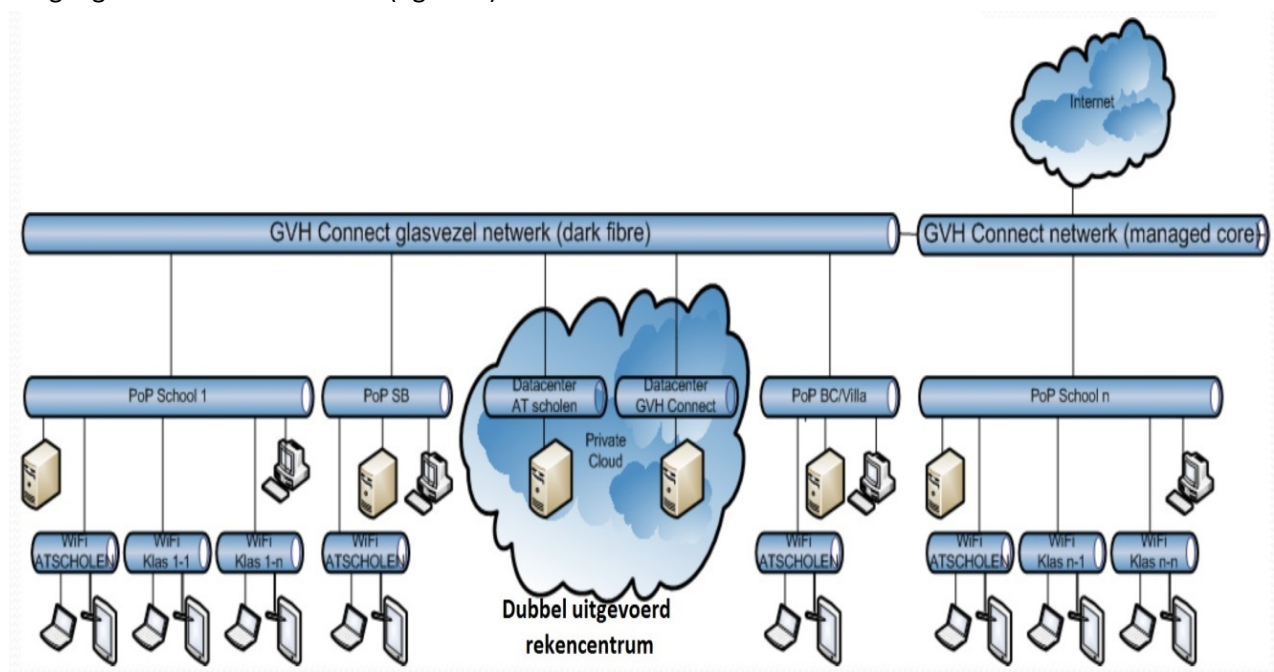 Internet
GVH Connect glasvezel netwerk (dark fibre)
GVH Connect netwerk (managed core)
PoP School 1
PoP SB
Datacenter
AT scholen
Datacenter
GVH Connect
PoP BC/Villa
PoP School n
Private
Cloud
WiFi
ATSCHOLEN
WiFi
Klas 1-1
WiFi
Klas 1-n
WiFi
ATSCHOLEN
WiFi
ATSCHOLEN
WiFi
ATSCHOLEN
WiFi
Klas n-1
WiFi
Klas n-n
Dubbel uitgevoerd
rekencentrum